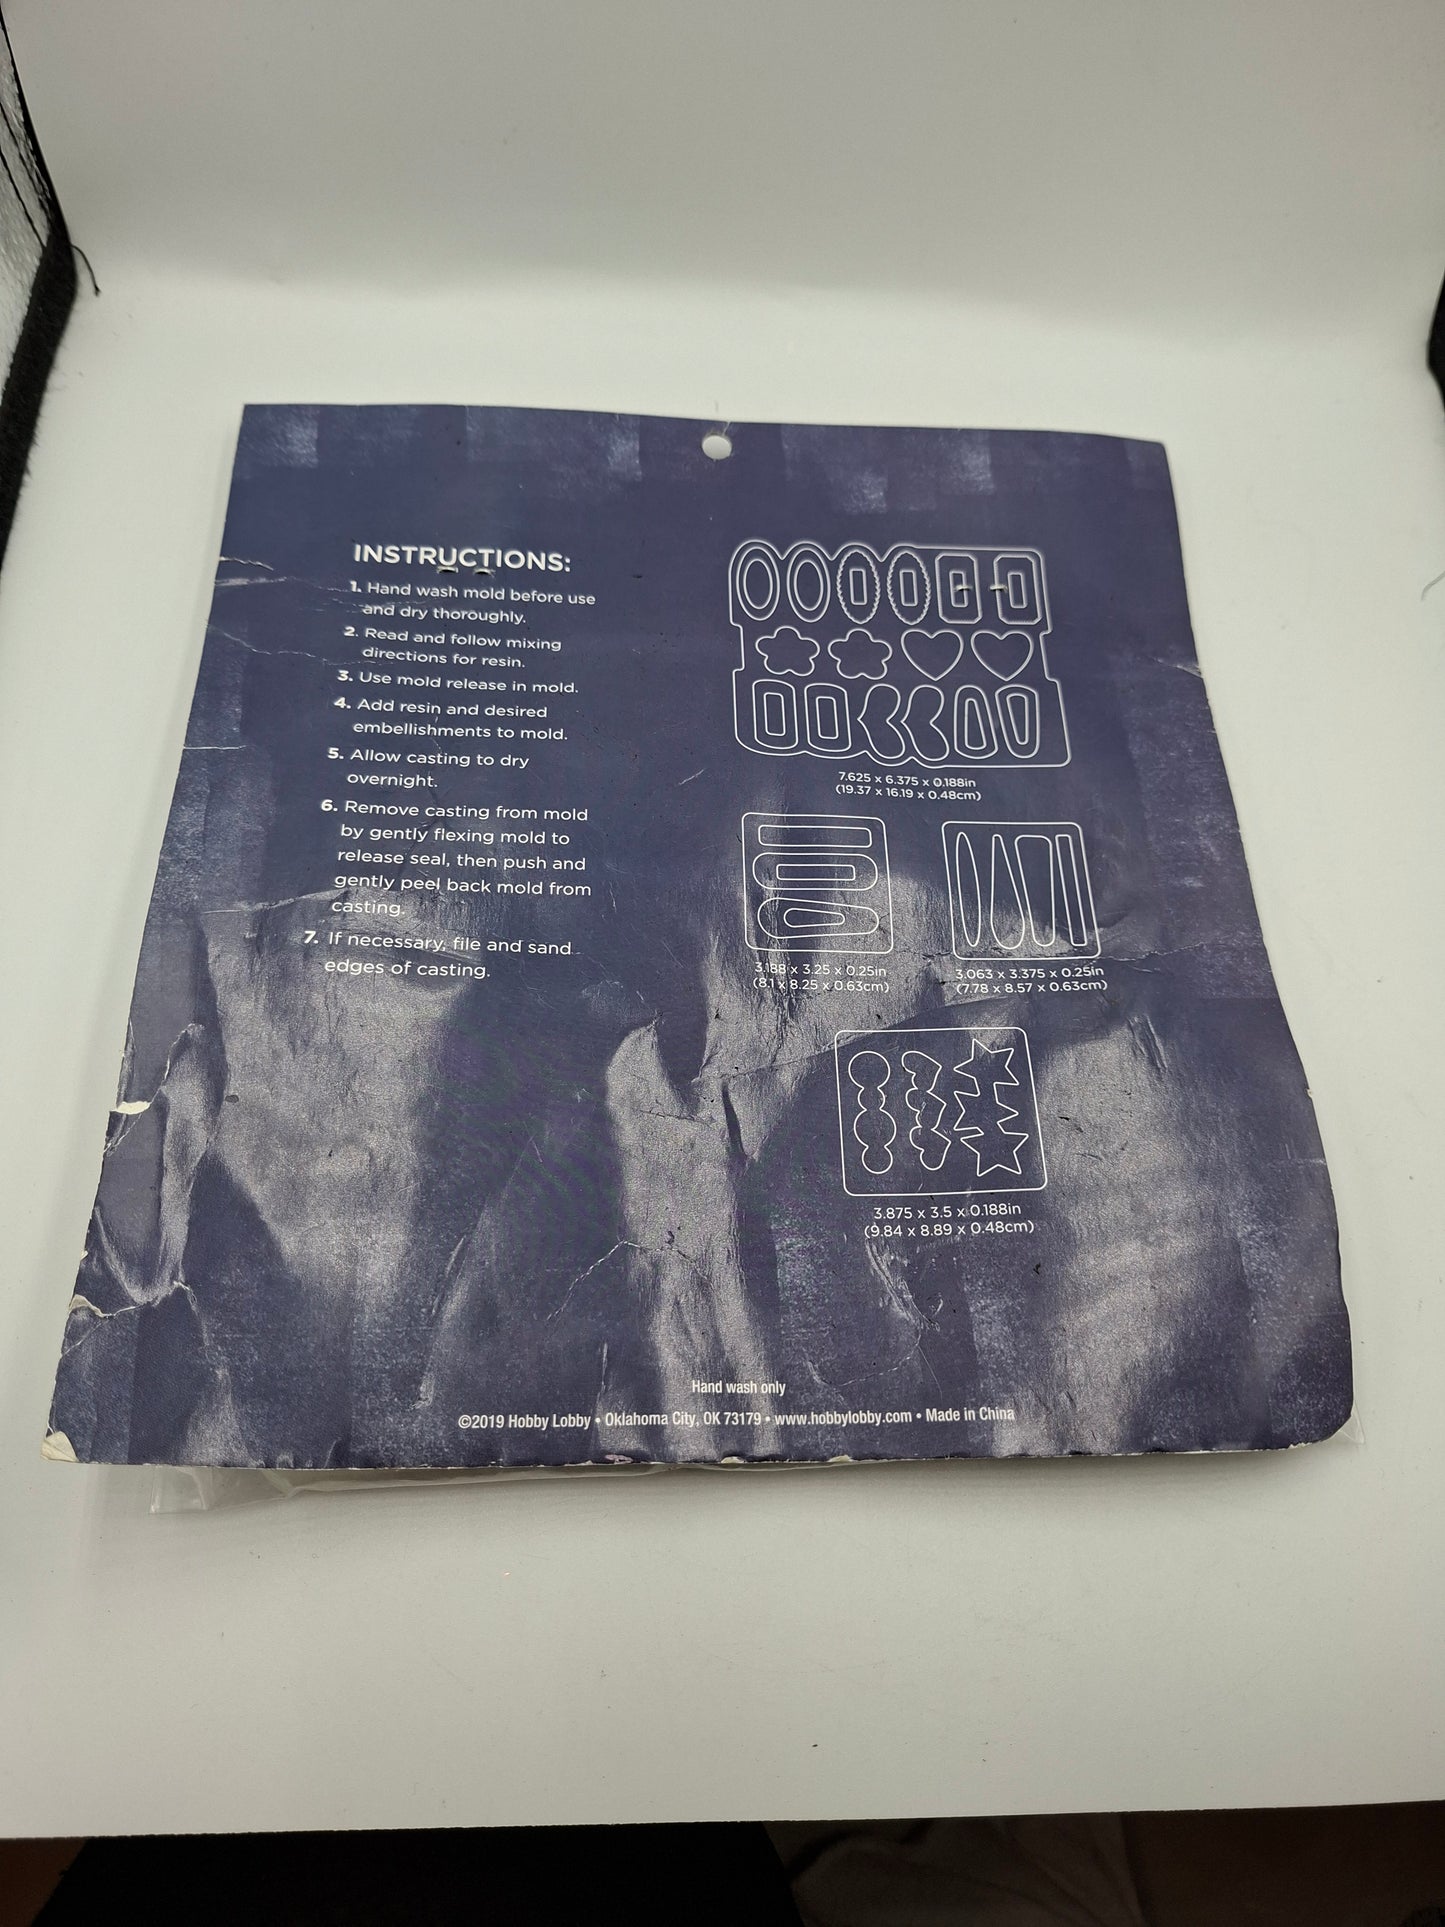 INSTRUCTIONS:
1. Hand wash mold before use
and dry thoroughly.
2. Read and follow mixing
directions for resin.
3. Use mold release in mold.
4. Add resin and desired
embellishments to mold.
5. Allow casting to dry
overnight.
6. Remove casting from mold
by gently flexing mold to
release seal, then push and
gently peel back mold from
casting.
7. If necessary, file and sand
edges of casting.
7.625 x 6.375 x 0.188in
(19.37 x 16.19 x 0.48cm)
3.188 x 3.25 x 0.25in
(8.1 x 8.25 x 0.63cm)
3.063 x 3.375 x 0.25in
(7.78 x 8.57 x 0.63cm)
3.875 x 3.5 x 0.188in
(9.84 x 8.89 x 0.48cm)
Hand wash only
©2019 Hobby Lobby • Oklahoma City, OK 73179 • www.hobbylobby.com • Made in China